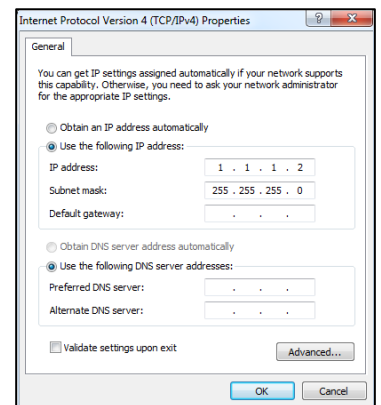 Internet Protocol Version 4 (TCP/IPv4) Properties
General
You can get IP settings assigned automatically if your network supports
this capability. Otherwise, you need to ask your network administrator
for the appropriate IP settings.
Obtain an IP address automatically
Use the following IP address:
IP address: 1 . 1 . 1 . 2
Subnet mask: 255 . 255 . 255 . 0
Default gateway: . . .
Obtain DNS server address automatically
Use the following DNS server addresses:
Preferred DNS server: . . .
Alternate DNS server: . . .
Validate settings upon exit
Advanced...
OK Cancel